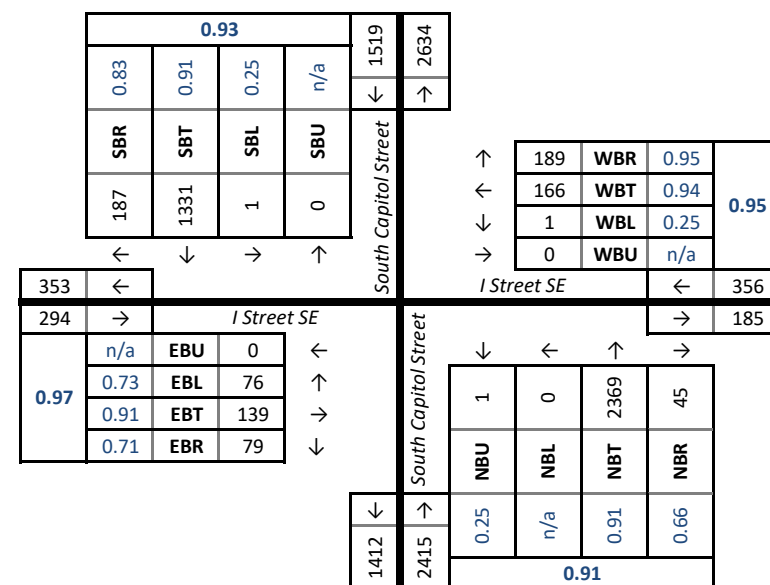 0.93
1519
2634
0.83
0.91
0.25
n/a
↓
↑
SBR
SBT
SBL
SBU
187
1331
1
0
South Capitol Street
← ↓ → ↑
↑ 189 WBR 0.95
← 166 WBT 0.94
↓ 1 WBL 0.25
→ 0 WBU n/a
0.95
353 ←
I Street SE
← 356
294 →
I Street SE
→ 185
0.97
n/a EBU 0 ←
0.73 EBL 76 ↑
0.91 EBT 139 →
0.71 EBR 79 ↓
South Capitol Street
↓ ← ↑ →
1
0
2369
45
NBU
NBL
NBT
NBR
↓
↑
0.25
n/a
0.91
0.66
1412
2415
0.91